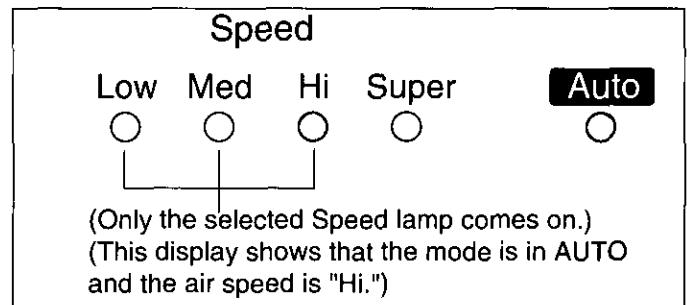 Speed
Low Med Hi Super Auto
(Only the selected Speed lamp comes on.)
(This display shows that the mode is in AUTO
and the air speed is "Hi.")